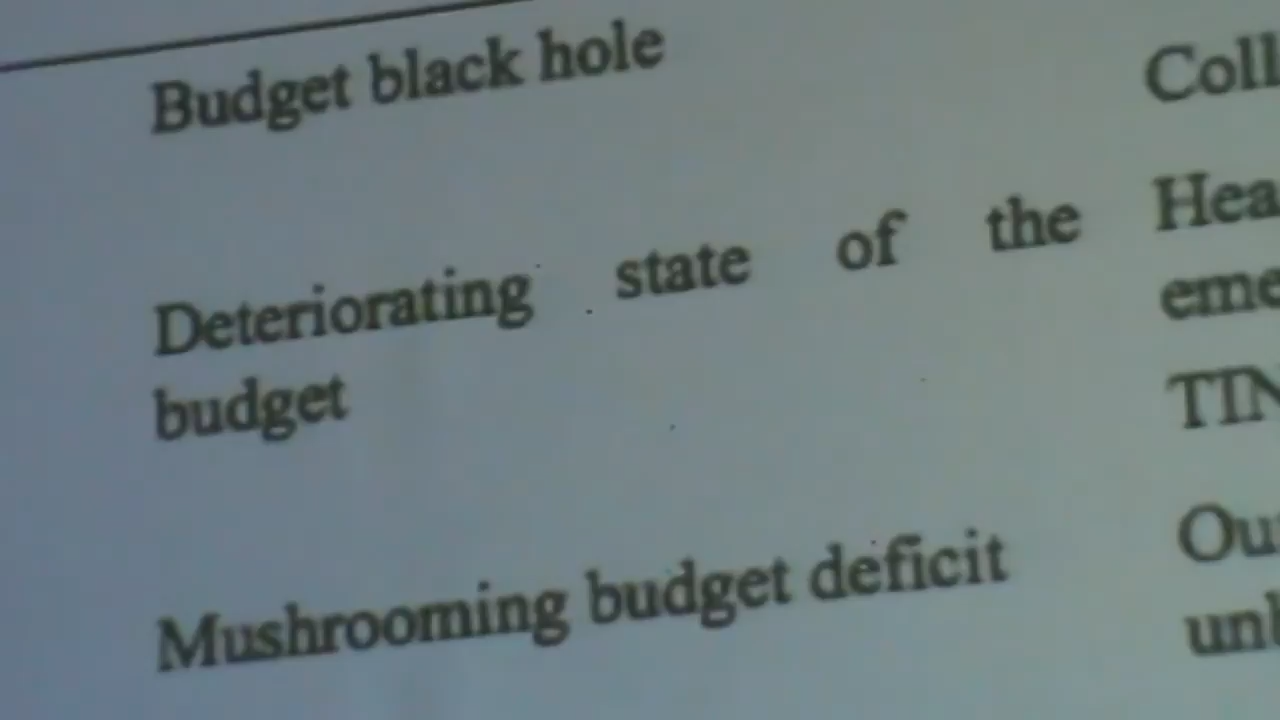 Budget black hole
Deteriorating state of the
budget
Mushrooming budget deficit